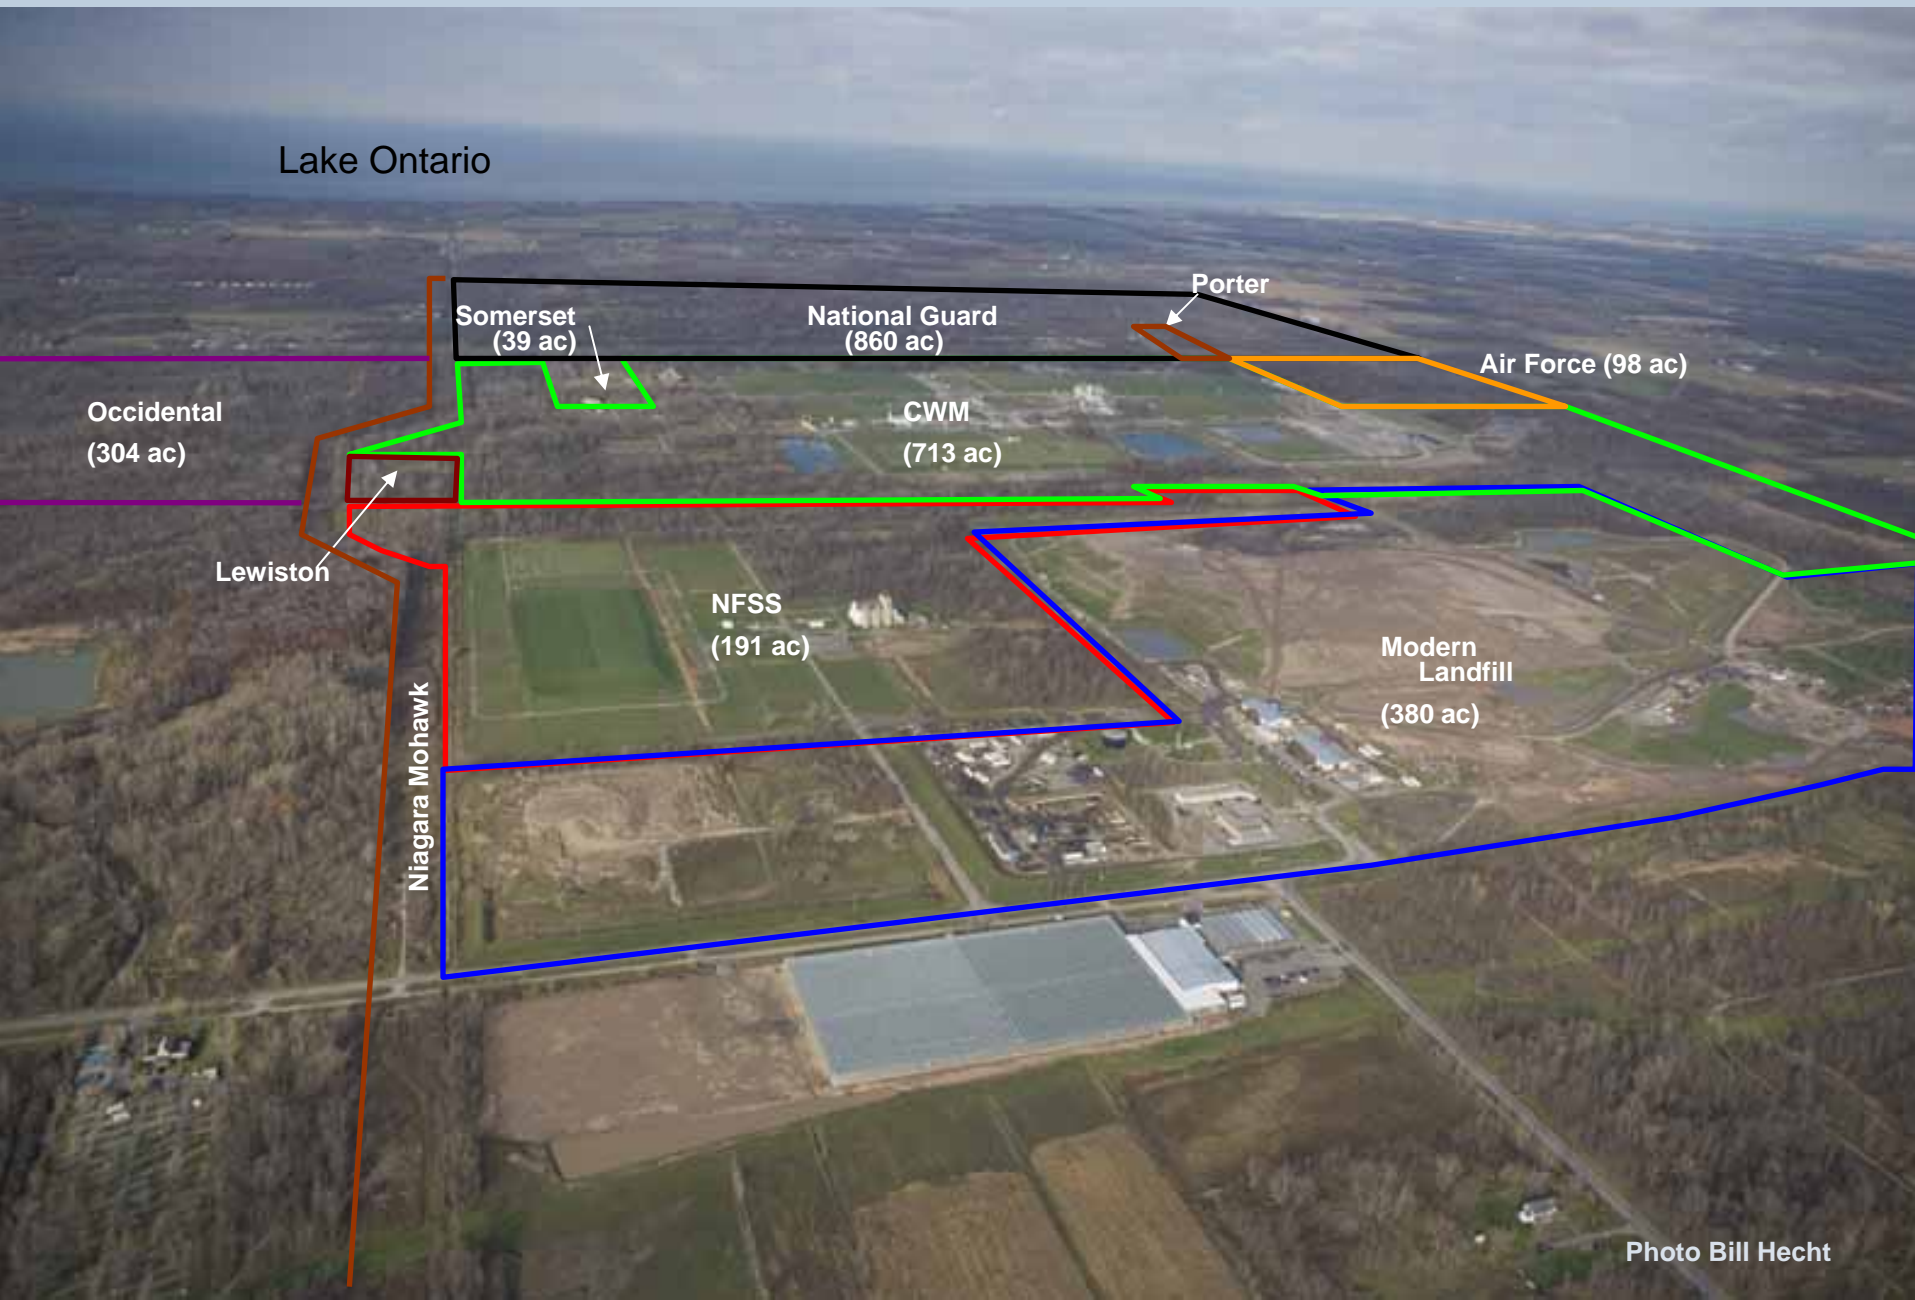 Lake Ontario
Porter
Somerset
(39 ac)
National Guard
(860 ac)
Air Force (98 ac)
Occidental
(304 ac)
CWM
(713 ac)
Lewiston
NFSS
(191 ac)
Modern
Landfill
(380 ac)
Niagara Mohawk
Photo Bill Hecht